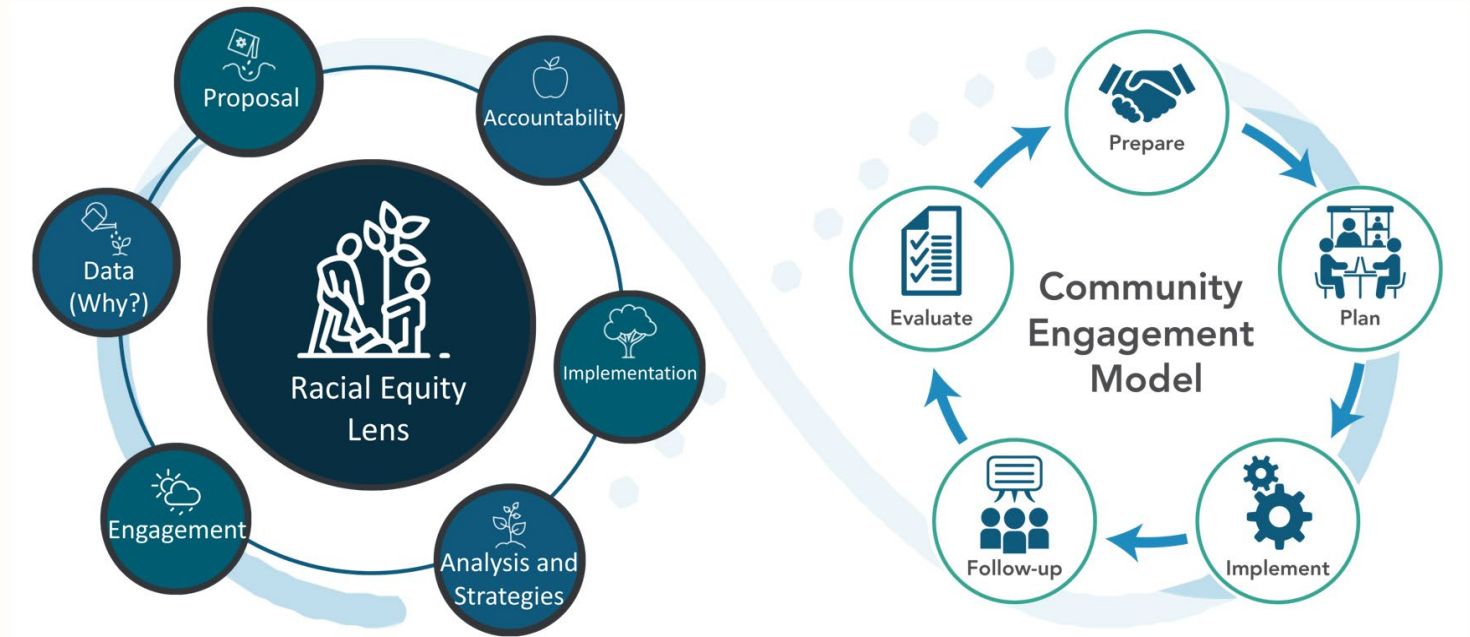 Proposal
Accountability
Data
(Why?)
Racial Equity
Lens
Implementation
Engagement
Analysis and
Strategies
Community
Engagement
Model
Prepare
Plan
Implement
Follow-up
Evaluate